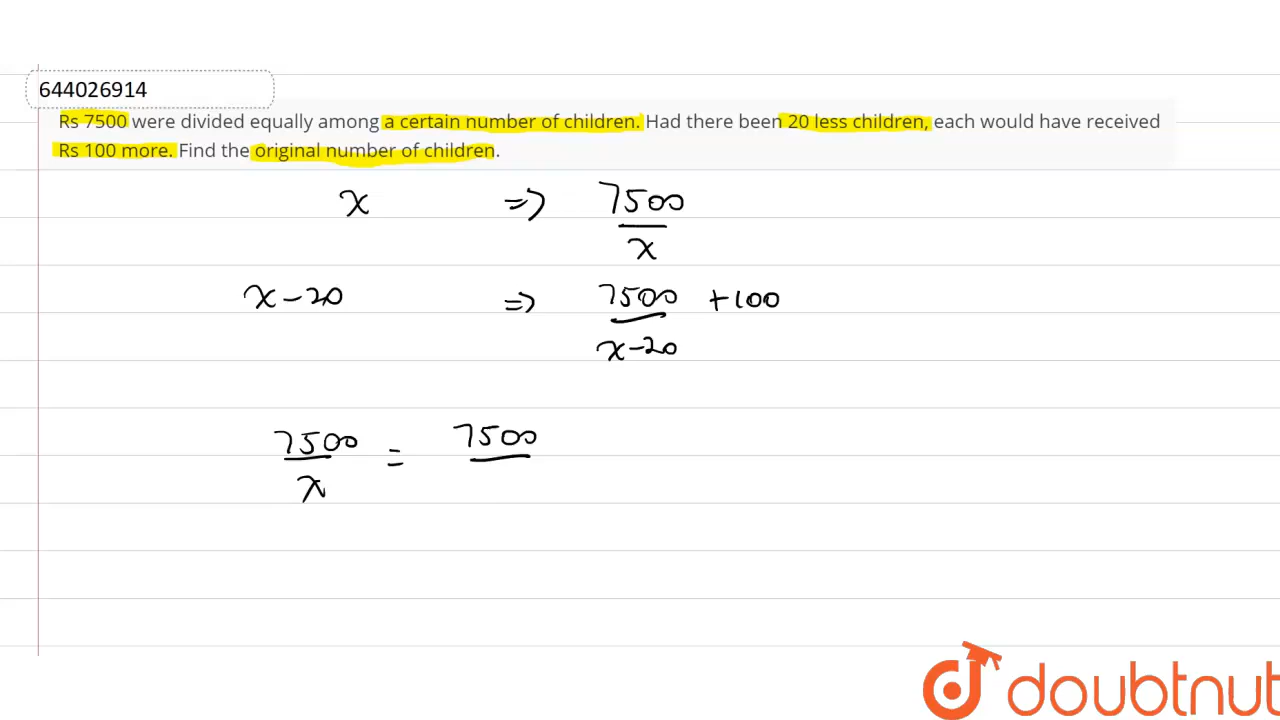 644026914
Rs 7500 were divided equally among a certain number of children. Had there been 20 less children, each would have received
Rs 100 more. Find the original number of children.
x => 7500/x
x-20 => 7500/x-20 +100
7500/x = 7500
doubtnut